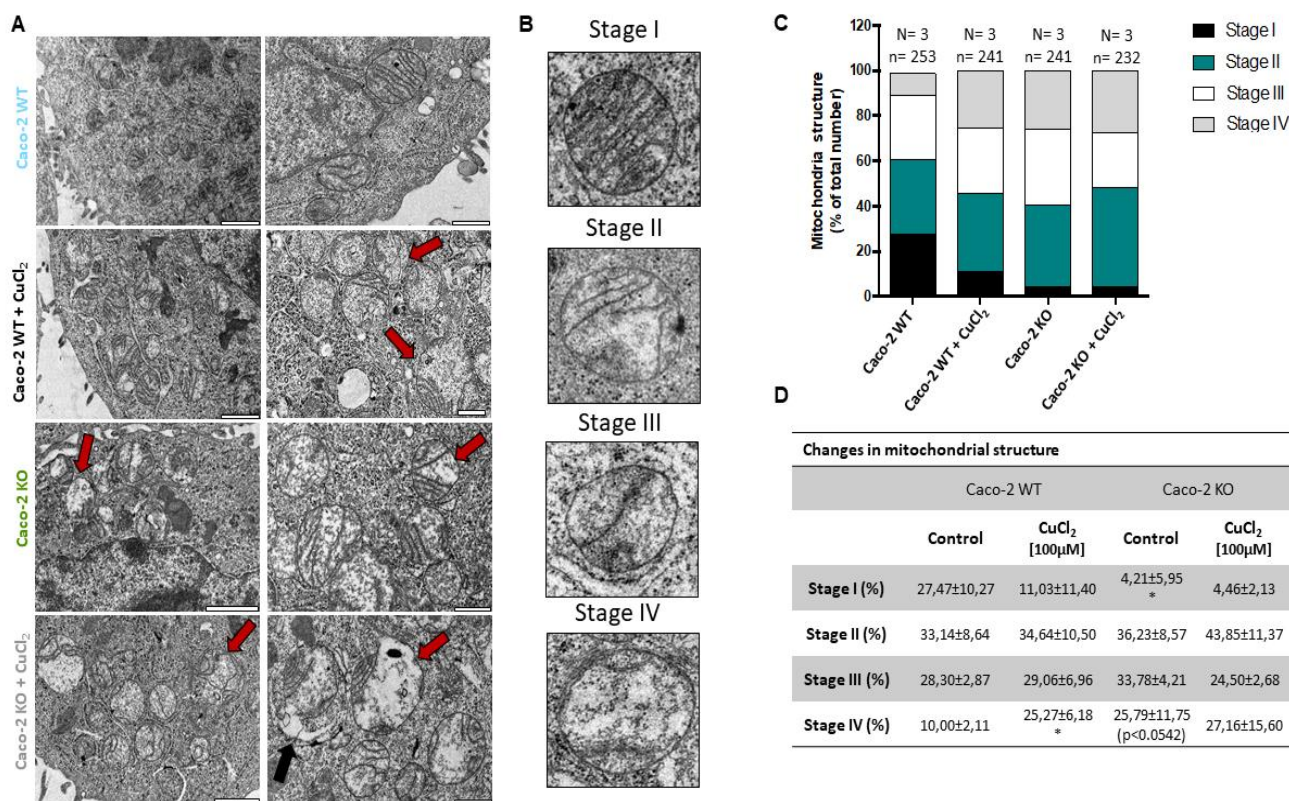 A
Caco-2 WT
Caco-2 WT + CuCl₂
Caco-2 KO
Caco-2 KO + CuCl₂
B
Stage I
Stage II
Stage III
Stage IV
C
Mitochondria structure
(% of total number)
120
100
80
60
40
20
0
N= 3 N= 3 N= 3 N= 3
n= 253 n= 241 n= 241 n= 232
Caco-2 WT
Caco-2 WT + CuCl₂
Caco-2 KO
Caco-2 KO + CuCl₂
Stage I
Stage II
Stage III
Stage IV
D
Changes in mitochondrial structure
Caco-2 WT Caco-2 KO
Control CuCl₂ [100µM] Control CuCl₂ [100µM]
Stage I (%) 27,47±10,27 11,03±11,40 4,21±5,95 * 4,46±2,13
Stage II (%) 33,14±8,64 34,64±10,50 36,23±8,57 43,85±11,37
Stage III (%) 28,30±2,87 29,06±6,96 33,78±4,21 24,50±2,68
Stage IV (%) 10,00±2,11 25,27±6,18 * 25,79±11,75 (p<0.0542) 27,16±15,60